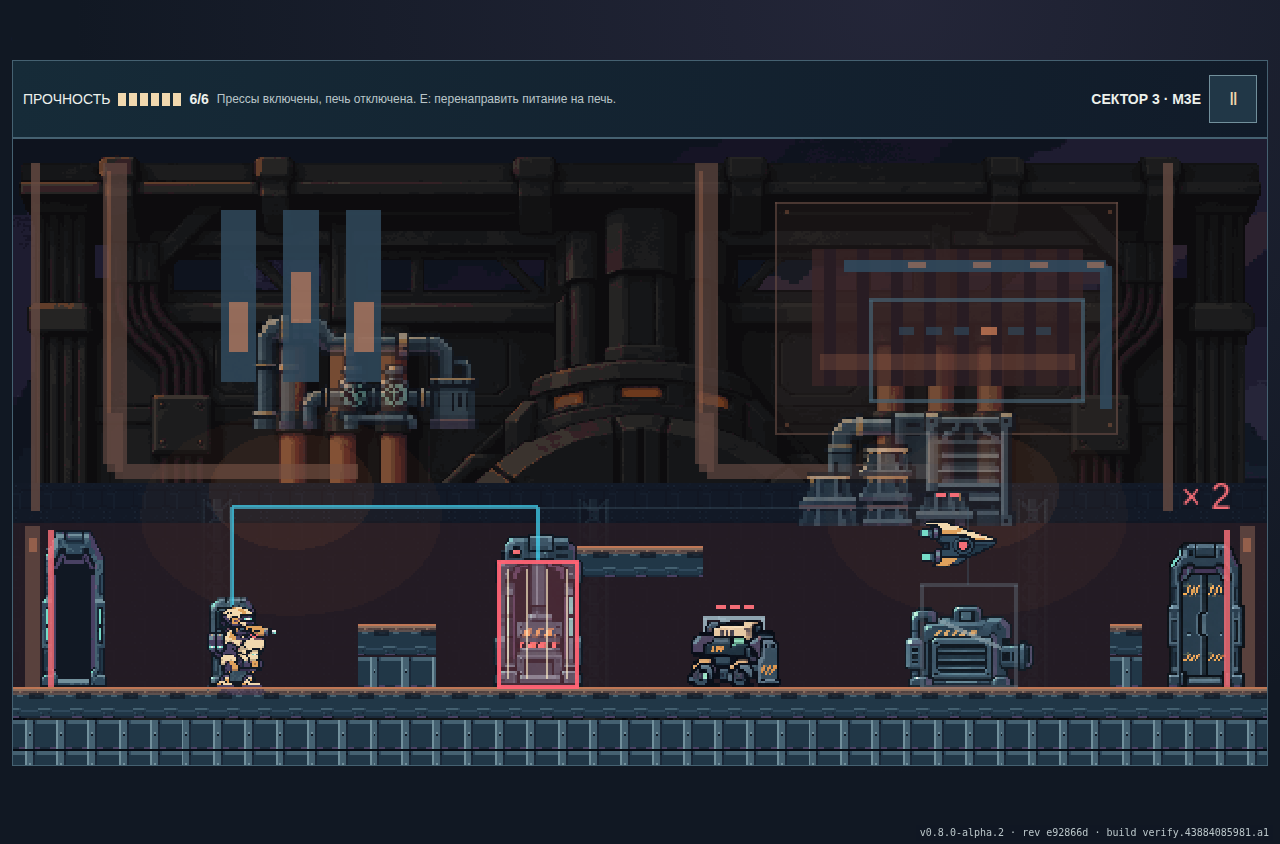 ПРОЧНОСТЬ 6/6 Прессы включены, печь отключена. E: перенаправить питание на печь. СЕКТОР 3 · МЗЕ II
× 2
v0.8.0-alpha.2 · rev e92866d · build verify.43884085981.a1